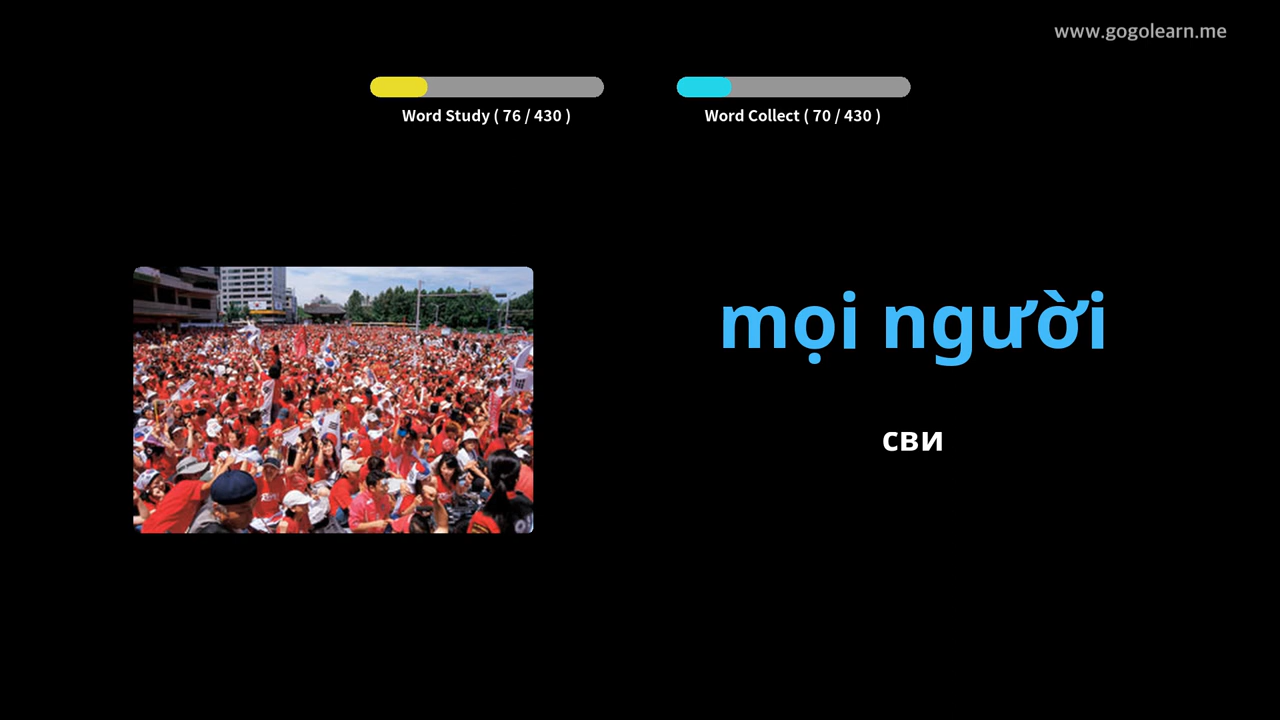 www.gogolearn.me
Word Study ( 76 / 430 )
Word Collect ( 70 / 430 )
mọi người
сви